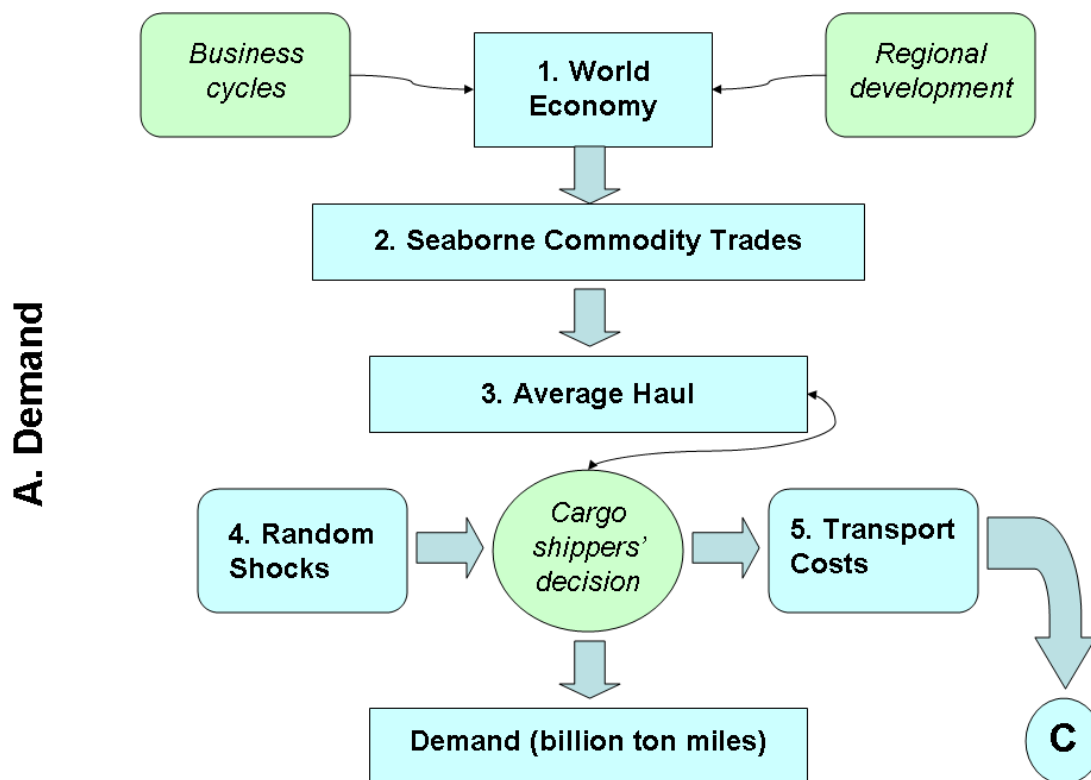 Business
cycles
1. World
Economy
Regional
development
2. Seaborne Commodity Trades
A. Demand
3. Average Haul
4. Random
Shocks
Cargo
shippers’
decision
5. Transport
Costs
Demand (billion ton miles)
C